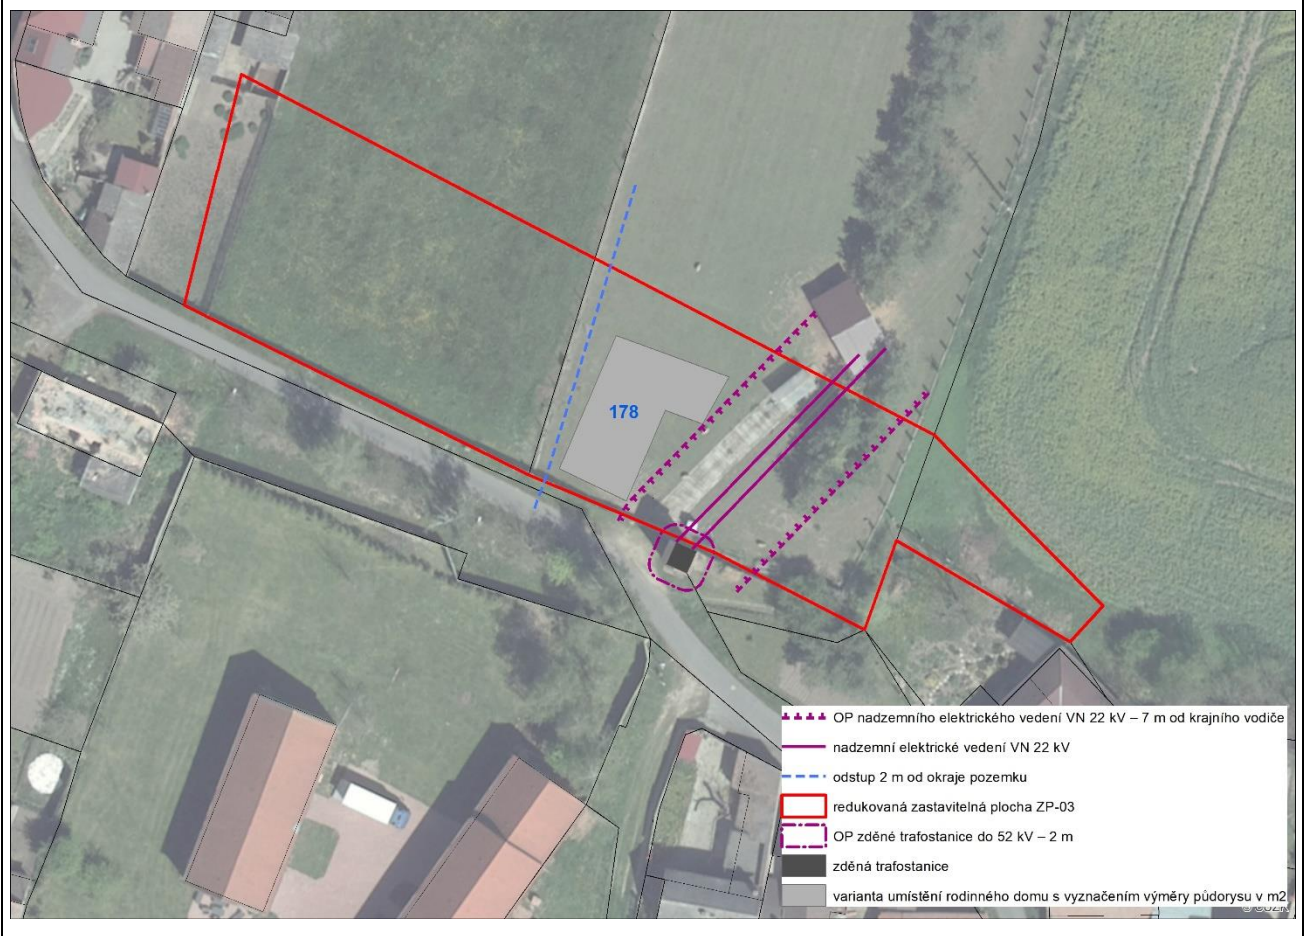 178
OP nadzemního elektrického vedení VN 22 kV – 7 m od krajního vodiče
nadzemní elektrické vedení VN 22 kV
odstup 2 m od okraje pozemku
redukovaná zastavitelná plocha ZP-03
OP zděné trafostanice do 52 kV – 2 m
zděná trafostanice
varianta umístění rodinného domu s vyznačením výměry půdorysu v m2